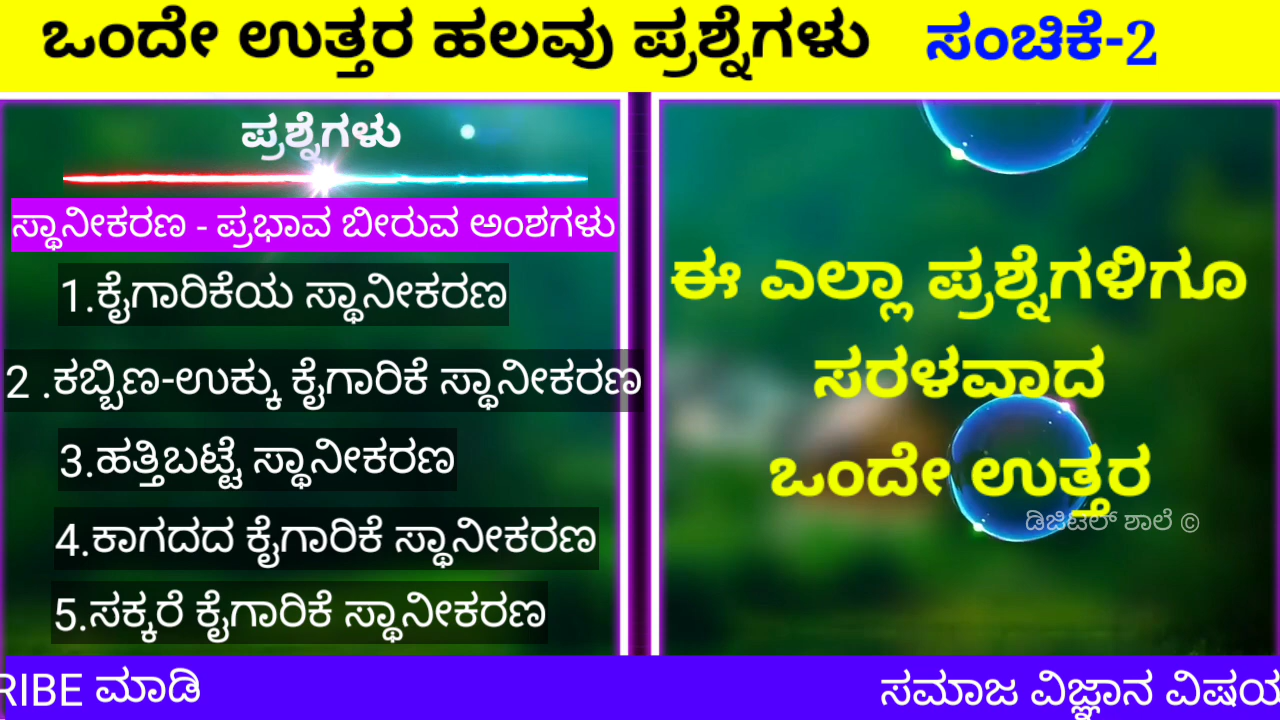 ಒಂದೇ ಉತ್ತರ ಹಲವು ಪ್ರಶ್ನೆಗಳು ಸಂಚಿಕೆ-2
ಪ್ರಶ್ನೆಗಳು
ಸ್ಥಾನೀಕರಣ - ಪ್ರಭಾವ ಬೀರುವ ಅಂಶಗಳು
1.ಕೈಗಾರಿಕೆಯ ಸ್ಥಾನೀಕರಣ
2 .ಕಬ್ಬಿಣ-ಉಕ್ಕು ಕೈಗಾರಿಕೆ ಸ್ಥಾನೀಕರಣ
3.ಹತ್ತಿಬಟ್ಟೆ ಸ್ಥಾನೀಕರಣ
4.ಕಾಗದದ ಕೈಗಾರಿಕೆ ಸ್ಥಾನೀಕರಣ
5.ಸಕ್ಕರೆ ಕೈಗಾರಿಕೆ ಸ್ಥಾನೀಕರಣ
ಈ ಎಲ್ಲಾ ಪ್ರಶ್ನೆಗಳಿಗೂ
ಸರಳವಾದ
ಒಂದೇ ಉತ್ತರ
ಡಿಜಿಟಲ್ ಶಾಲೆ ©
RIBE ಮಾಡಿ
ಸಮಾಜ ವಿಜ್ಞಾನ ವಿಷಯ